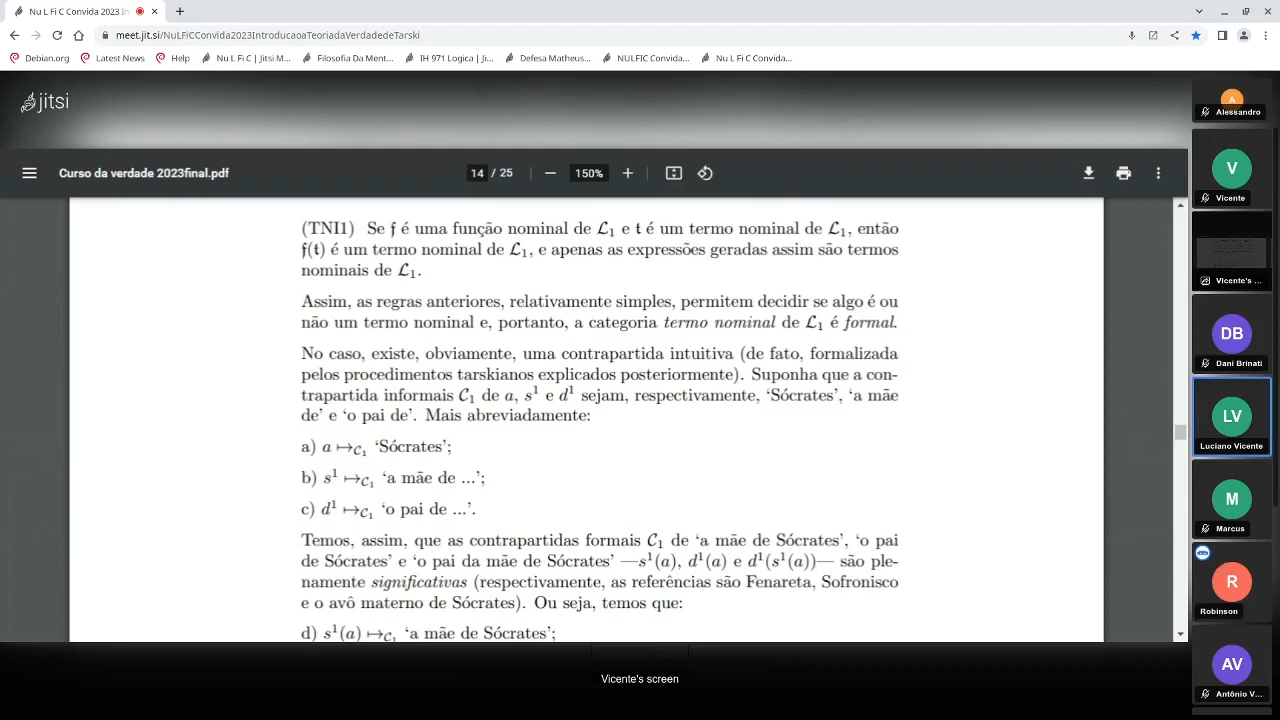 Nu L Fi C Convida 2023 In
meet.jit.si/NuLFiCConvida2023IntroducaoaTeoriadaVerdadedeTarski
Debian.org
Latest News
Help
Nu L Fi C | Jitsi M...
Filosofia Da Ment...
IH 971 Logica | Ji...
Defesa Matheus...
NULFIC Convida...
Nu L Fi C Convida...
jitsi
Curso da verdade 2023final.pdf
14 / 25
150%
(TNI1) Se 𝔣 é uma função nominal de ℒ₁ e 𝔱 é um termo nominal de ℒ₁, então
𝔣(𝔱) é um termo nominal de ℒ₁, e apenas as expressões geradas assim são termos
nominais de ℒ₁.
Assim, as regras anteriores, relativamente simples, permitem decidir se algo é ou
não um termo nominal e, portanto, a categoria termo nominal de ℒ₁ é formal.
No caso, existe, obviamente, uma contrapartida intuitiva (de fato, formalizada
pelos procedimentos tarskianos explicados posteriormente). Suponha que a con-
trapartida informais 𝒞₁ de a, s¹ e d¹ sejam, respectivamente, ‘Sócrates’, ‘a mãe
de’ e ‘o pai de’. Mais abreviadamente:
a) a ↦𝒞₁ ‘Sócrates’;
b) s¹ ↦𝒞₁ ‘a mãe de ...’;
c) d¹ ↦𝒞₁ ‘o pai de ...’.
Temos, assim, que as contrapartidas formais 𝒞₁ de ‘a mãe de Sócrates’, ‘o pai
de Sócrates’ e ‘o pai da mãe de Sócrates’ —s¹(a), d¹(a) e d¹(s¹(a))— são ple-
namente significativas (respectivamente, as referências são Fenareta, Sofronisco
e o avô materno de Sócrates). Ou seja, temos que:
d) s¹(a) ↦𝒞₁ ‘a mãe de Sócrates’;
Vicente's screen
A
Alessandro
V
Vicente
Vicente's ...
DB
Dani Brinati
LV
Luciano Vicente
M
Marcus
R
Robinson
AV
Antônio V...